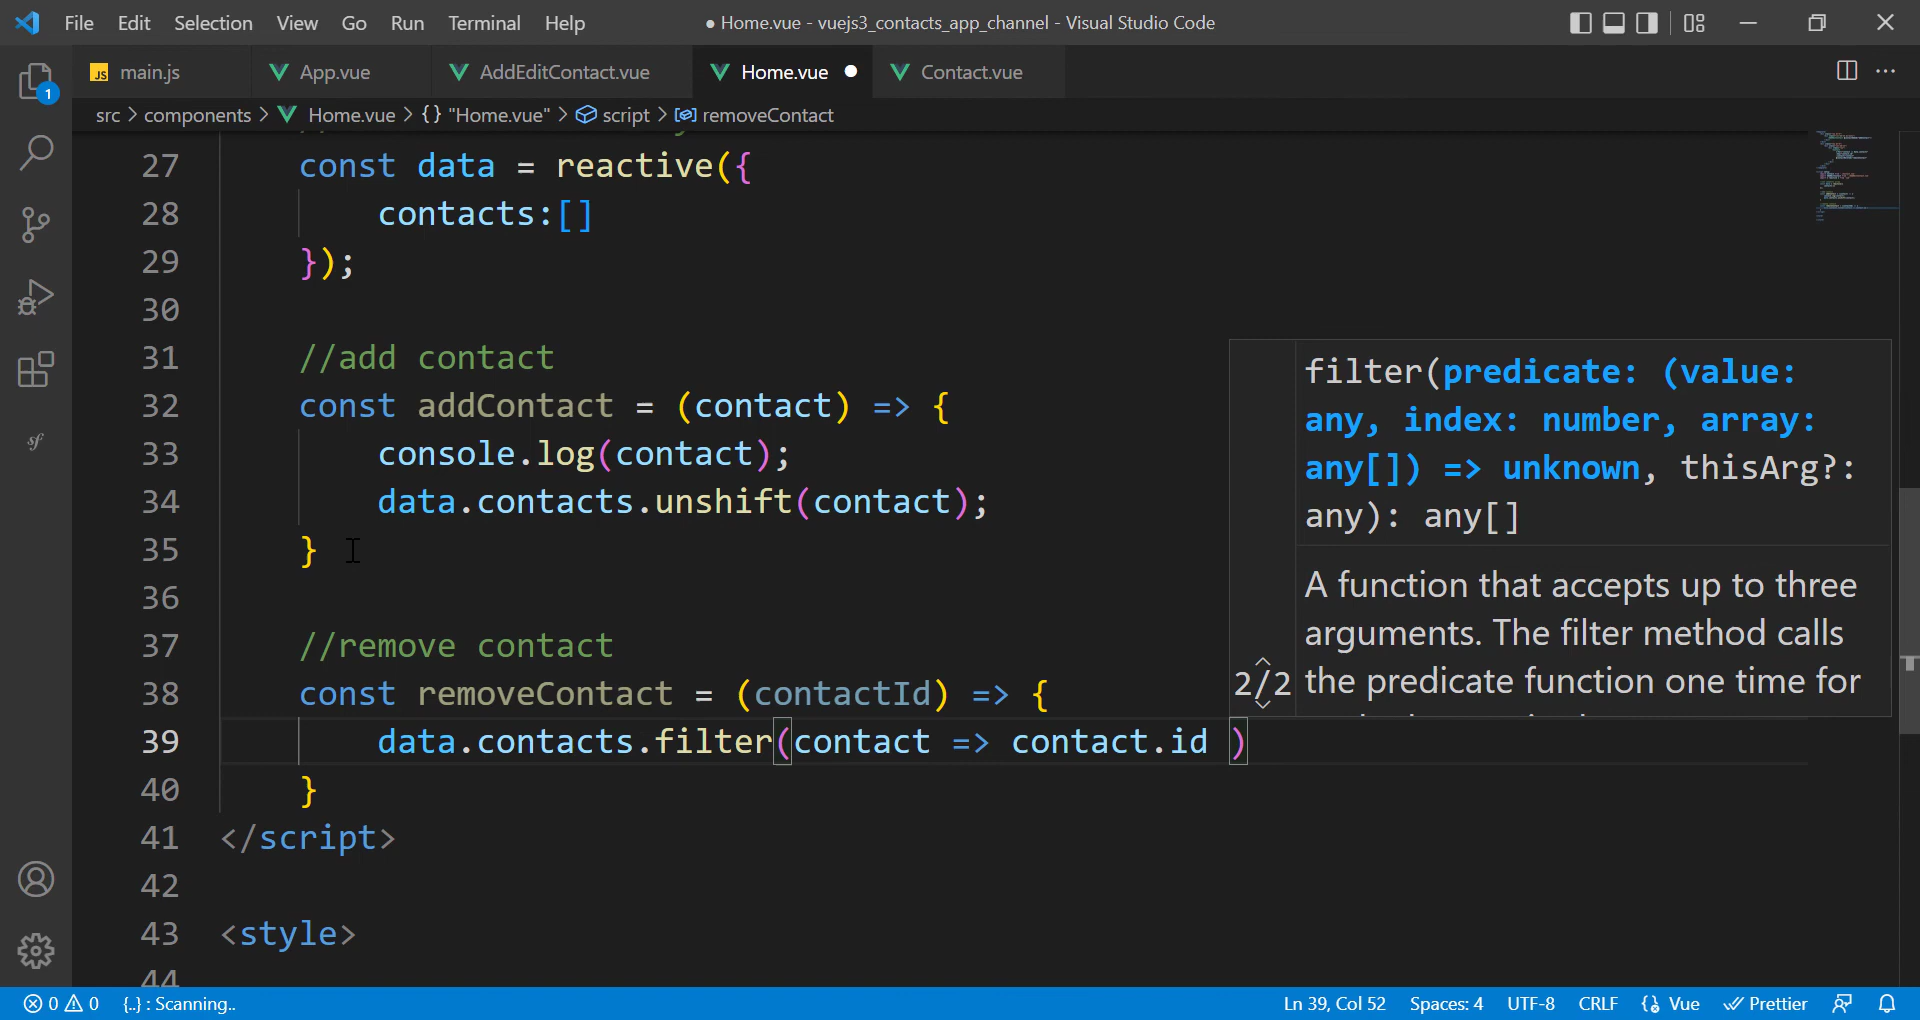 File Edit Selection View Go Run Terminal Help
● Home.vue - vuejs3_contacts_app_channel - Visual Studio Code
JS main.js App.vue AddEditContact.vue Home.vue ● Contact.vue ···
1
src > components > Home.vue > {} "Home.vue" > script > removeContact
27 const data = reactive({
28 contacts:[]
29 });
30
31 //add contact
32 const addContact = (contact) => {
33 console.log(contact);
34 data.contacts.unshift(contact);
35 }
36
37 //remove contact
38 const removeContact = (contactId) => {
39 data.contacts.filter(contact => contact.id )
40 }
41 </script>
42
43 <style>
44
filter(predicate: (value:
any, index: number, array:
any[]) => unknown, thisArg?:
any): any[]
A function that accepts up to three
arguments. The filter method calls
2/2 the predicate function one time for
sf
0 0 {..} : Scanning.. Ln 39, Col 52 Spaces: 4 UTF-8 CRLF Vue Prettier